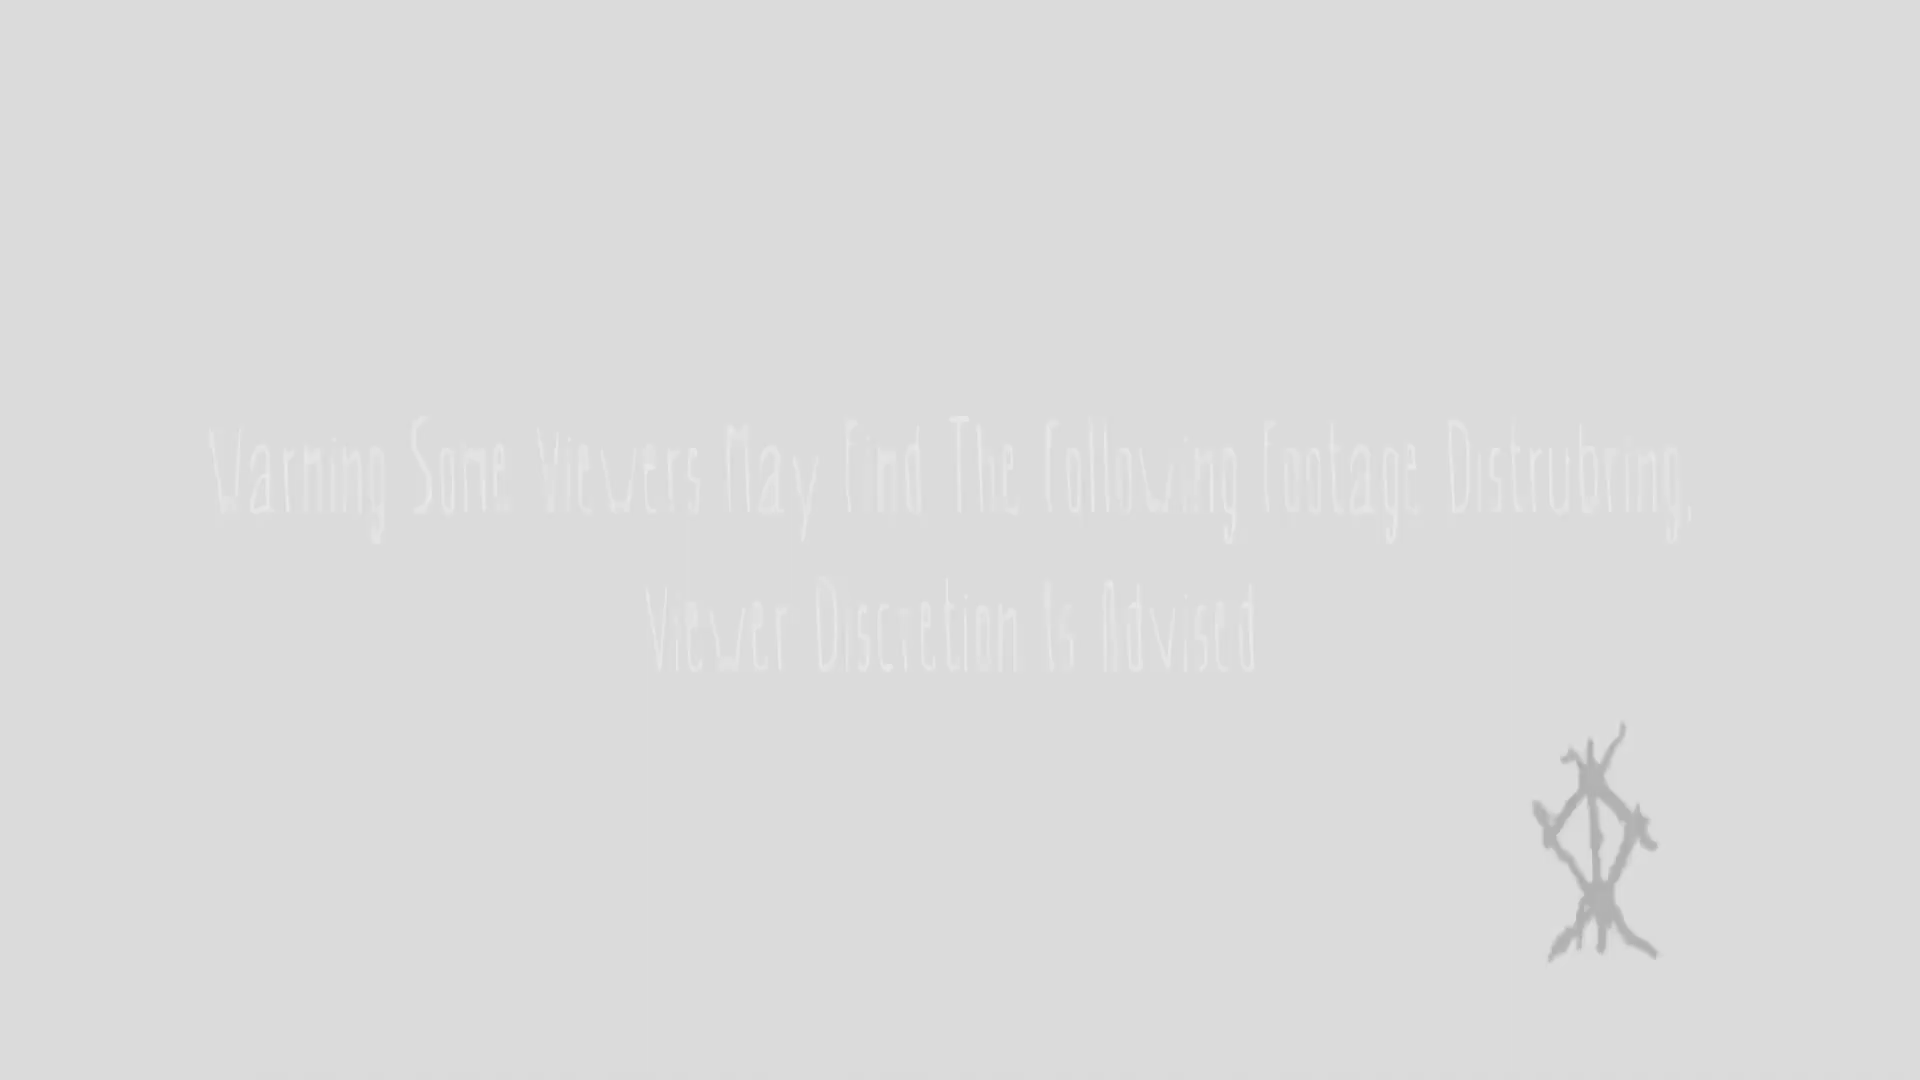 Warning Some Viewers May Find The Following Footage Distrubring,
Viewer Discretion Is Advised